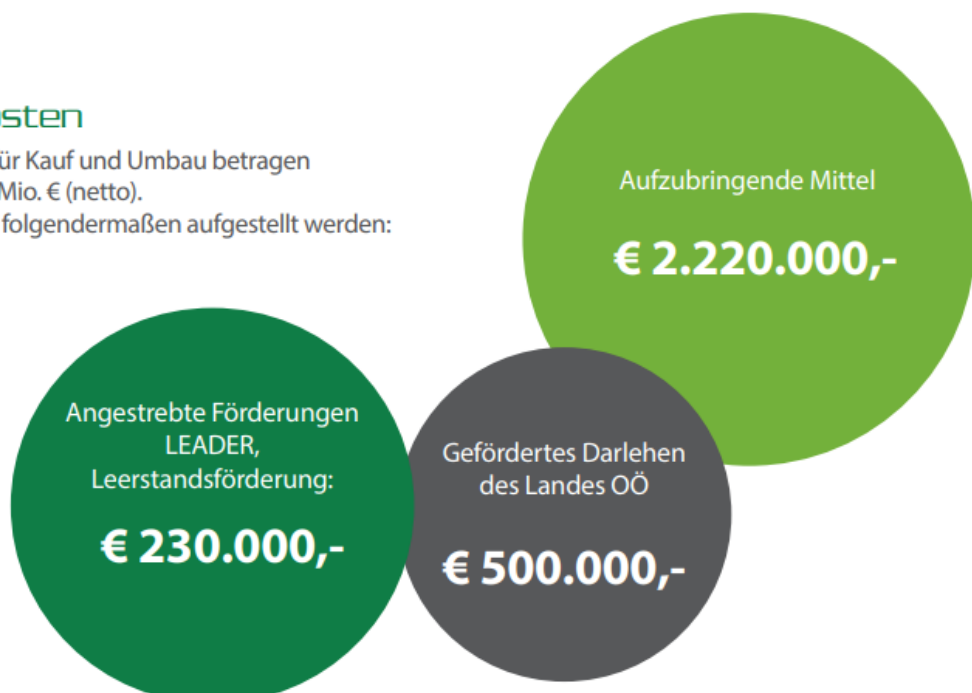 osten
ür Kauf und Umbau betragen
Mio. € (netto).
folgendermaßen aufgestellt werden:
Aufzubringende Mittel
€ 2.220.000,-
Angestrebte Förderungen
LEADER,
Leerstandsförderung:
€ 230.000,-
Gefördertes Darlehen
des Landes OÖ
€ 500.000,-